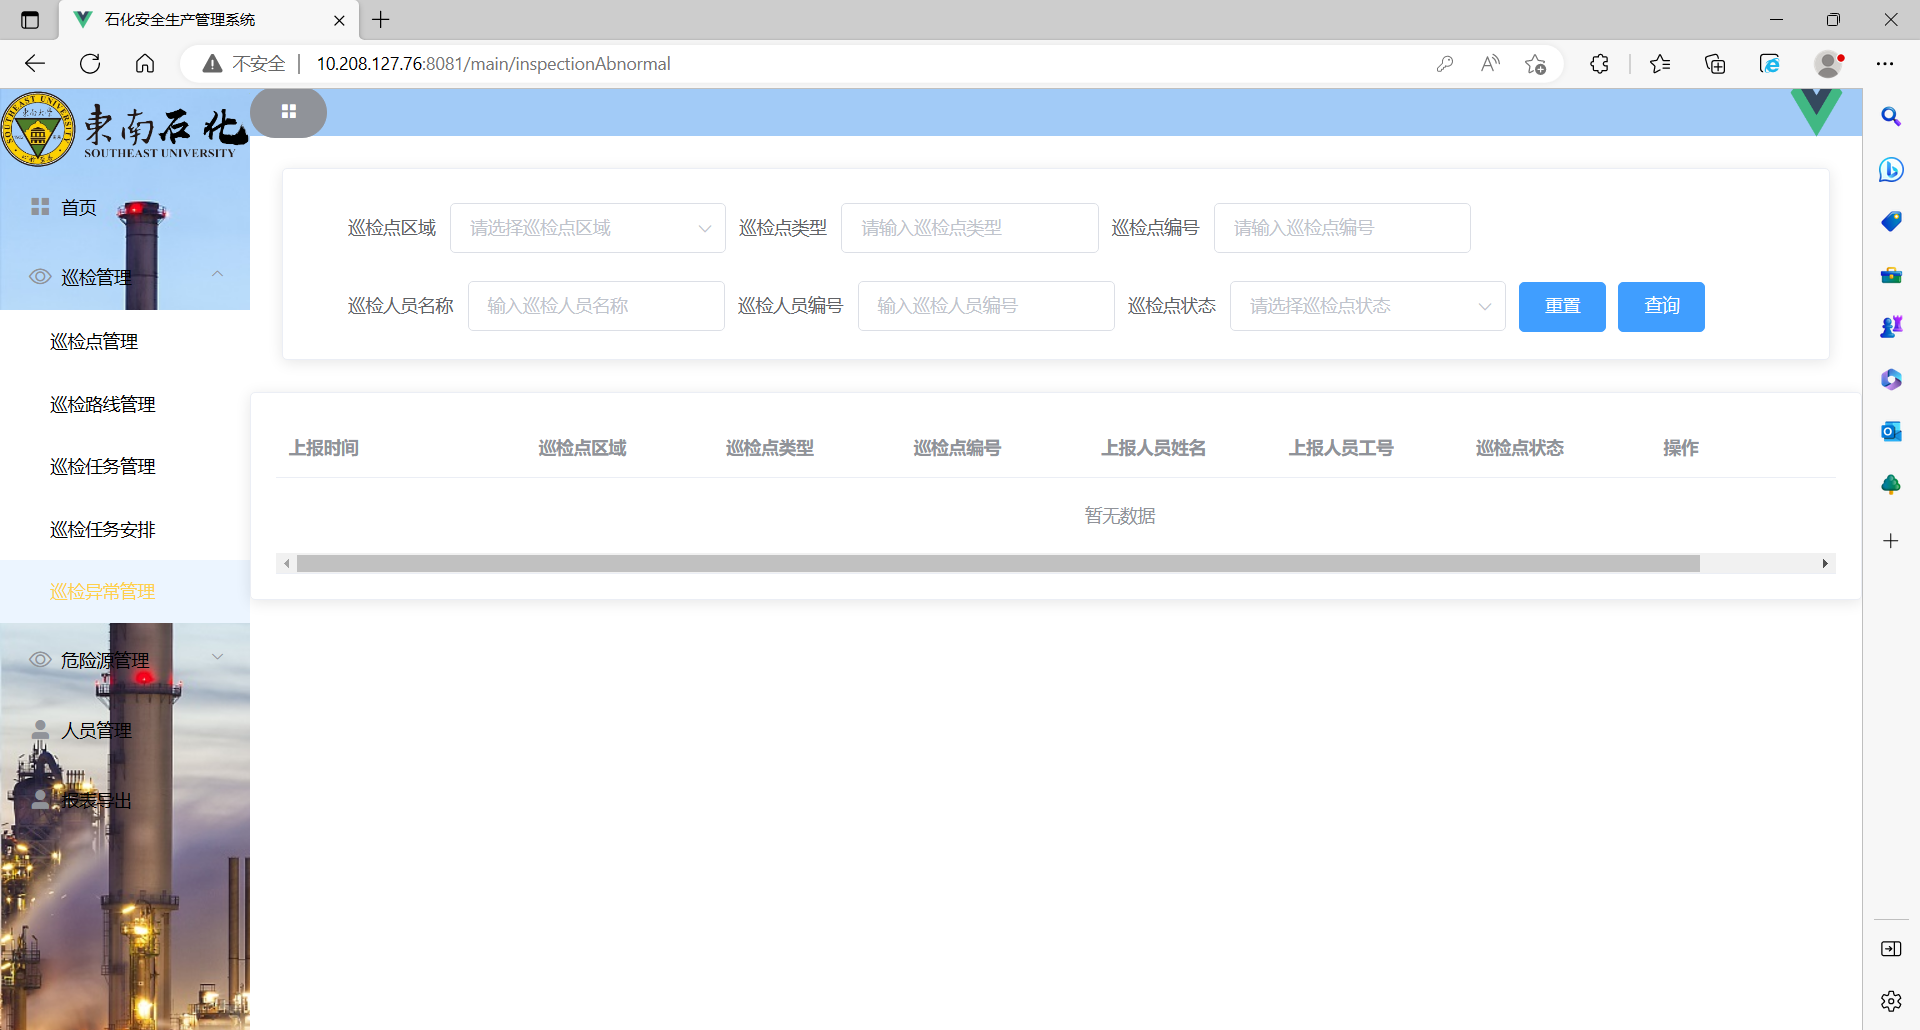 石化安全生产管理系统
不安全
10.208.127.76:8081/main/inspectionAbnormal
東南石化
SOUTHEAST UNIVERSITY
首页
巡检管理
巡检点管理
巡检路线管理
巡检任务管理
巡检任务安排
巡检异常管理
危险源管理
人员管理
报表导出
巡检点区域 请选择巡检点区域 巡检点类型 请输入巡检点类型 巡检点编号 请输入巡检点编号
巡检人员名称 输入巡检人员名称 巡检人员编号 输入巡检人员编号 巡检点状态 请选择巡检点状态 重置 查询
上报时间 巡检点区域 巡检点类型 巡检点编号 上报人员姓名 上报人员工号 巡检点状态 操作
暂无数据